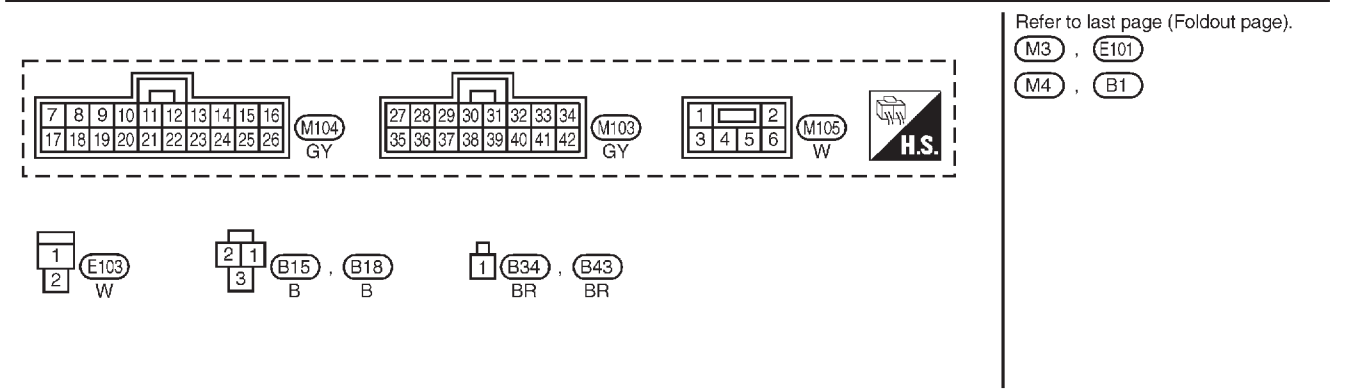 Refer to last page (Foldout page).
M3 , E101
M4 , B1
7 8 9 10 11 12 13 14 15 16
17 18 19 20 21 22 23 24 25 26
M104
GY
27 28 29 30 31 32 33 34
35 36 37 38 39 40 41 42
M103
GY
1 2
3 4 5 6
M105
W
H.S.
1
2
E103
W
2 1
3
B15 , B18
B B
1
B34 , B43
BR BR